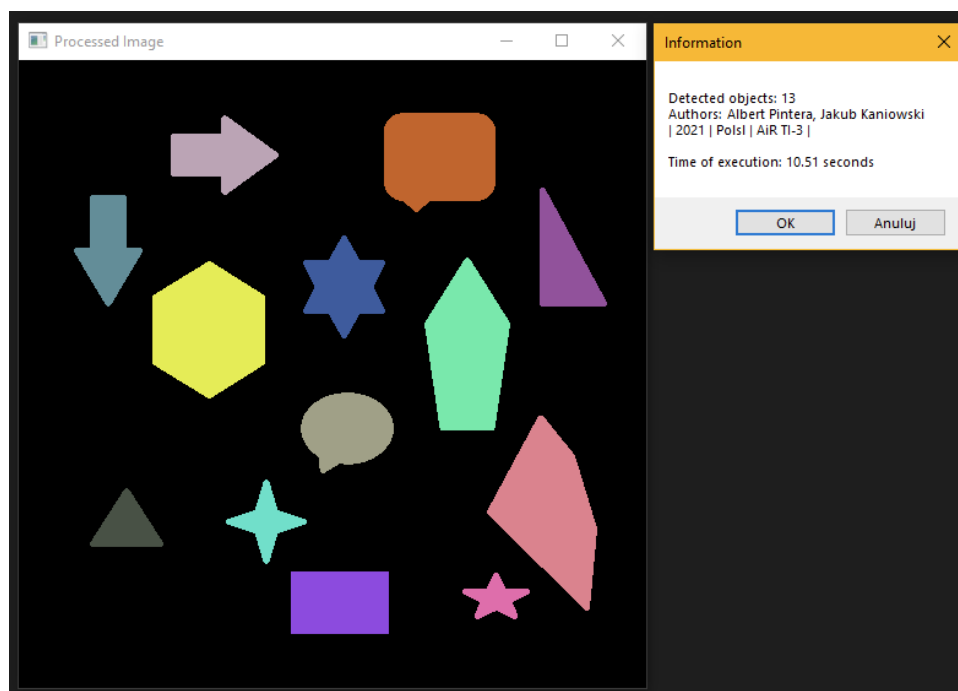 Processed Image
Information
Detected objects: 13
Authors: Albert Pintera, Jakub Kaniowski
| 2021 | Polsl | AiR TI-3 |
Time of execution: 10.51 seconds
OK
Anuluj